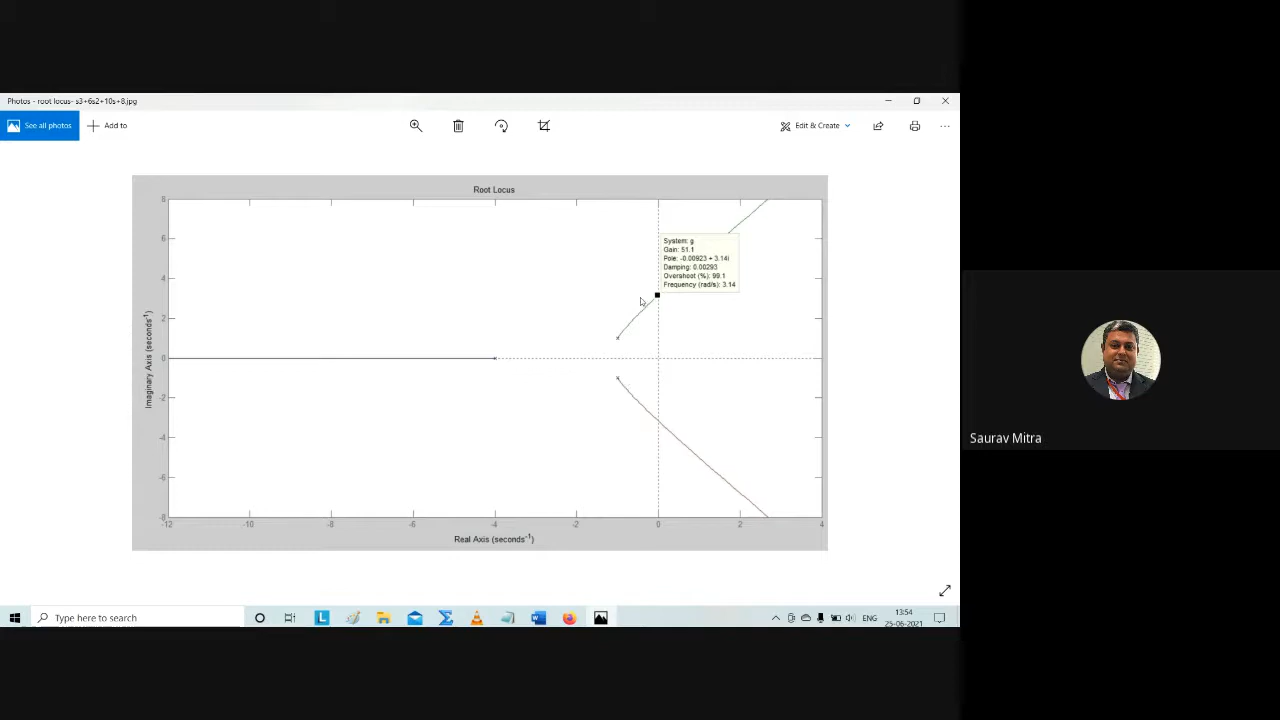 Photos - root locus- s3+6s2+10s+8.jpg
See all photos
Add to
Edit & Create
Root Locus
8
6
4
2
0
-2
-4
-6
-8
Imaginary Axis (seconds-1)
System: g
Gain: 51.1
Pole: -0.00923 + 3.14i
Damping: 0.00293
Overshoot (%): 99.1
Frequency (rad/s): 3.14
-12 -10 -8 -6 -4 -2 0 2 4
Real Axis (seconds-1)
Saurav Mitra
Type here to search
L
W
ENG
13:54
25-06-2021